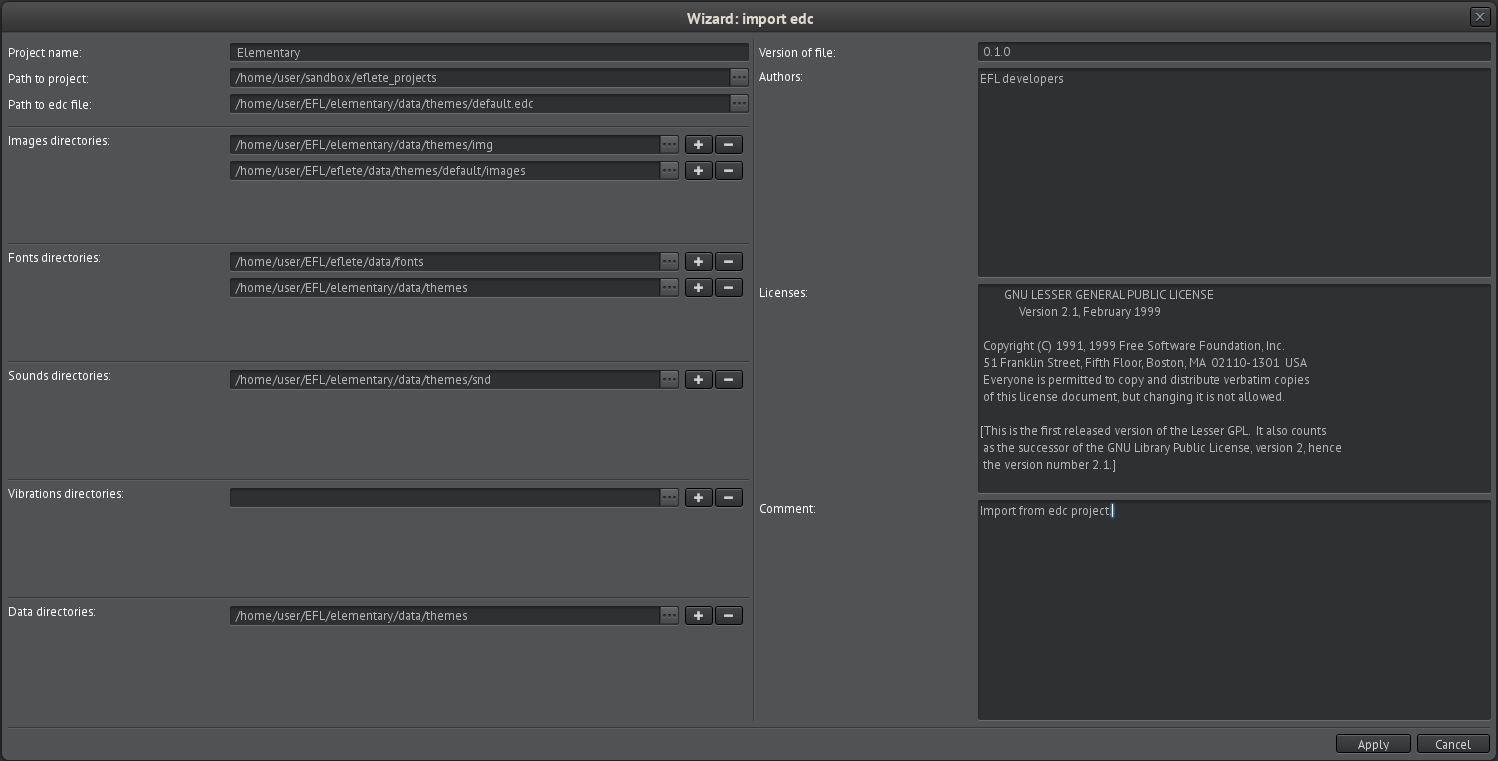 Wizard: import edc
Project name:
Elementary
Path to project:
/home/user/sandbox/eflete_projects
Path to edc file:
/home/user/EFL/elementary/data/themes/default.edc
Images directories:
/home/user/EFL/elementary/data/themes/img
/home/user/EFL/eflete/data/themes/default/images
Fonts directories:
/home/user/EFL/eflete/data/fonts
/home/user/EFL/elementary/data/themes
Sounds directories:
/home/user/EFL/elementary/data/themes/snd
Vibrations directories:
Data directories:
/home/user/EFL/elementary/data/themes
Version of file:
0.1.0
Authors:
EFL developers
Licenses:
GNU LESSER GENERAL PUBLIC LICENSE
Version 2.1, February 1999
Copyright (C) 1991, 1999 Free Software Foundation, Inc.
51 Franklin Street, Fifth Floor, Boston, MA  02110-1301  USA
Everyone is permitted to copy and distribute verbatim copies
of this license document, but changing it is not allowed.
[This is the first released version of the Lesser GPL.  It also counts
as the successor of the GNU Library Public License, version 2, hence
the version number 2.1.]
Comment:
Import from edc project.
Apply
Cancel